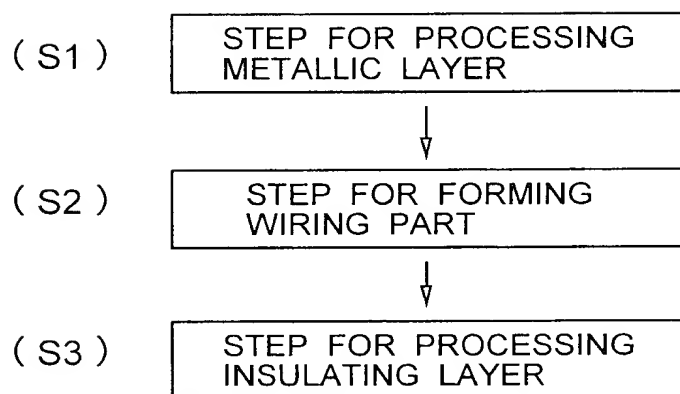 ( S1 ) STEP FOR PROCESSING
METALLIC LAYER
( S2 ) STEP FOR FORMING
WIRING PART
( S3 ) STEP FOR PROCESSING
INSULATING LAYER